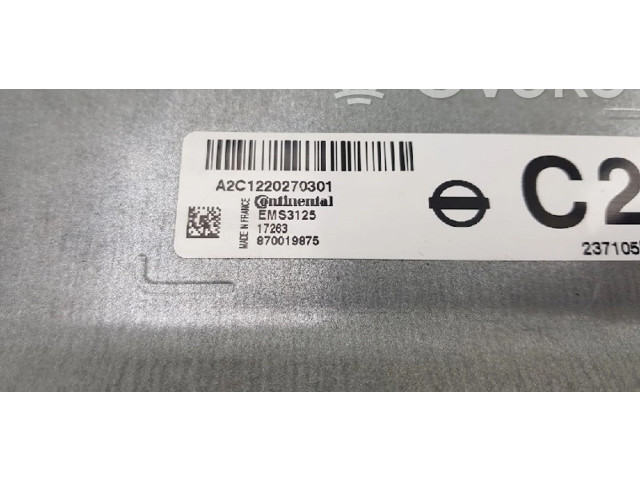 A2C1220270301
Continental
EMS3125
17263
870019875
MADE IN FRANCE
C2
237105